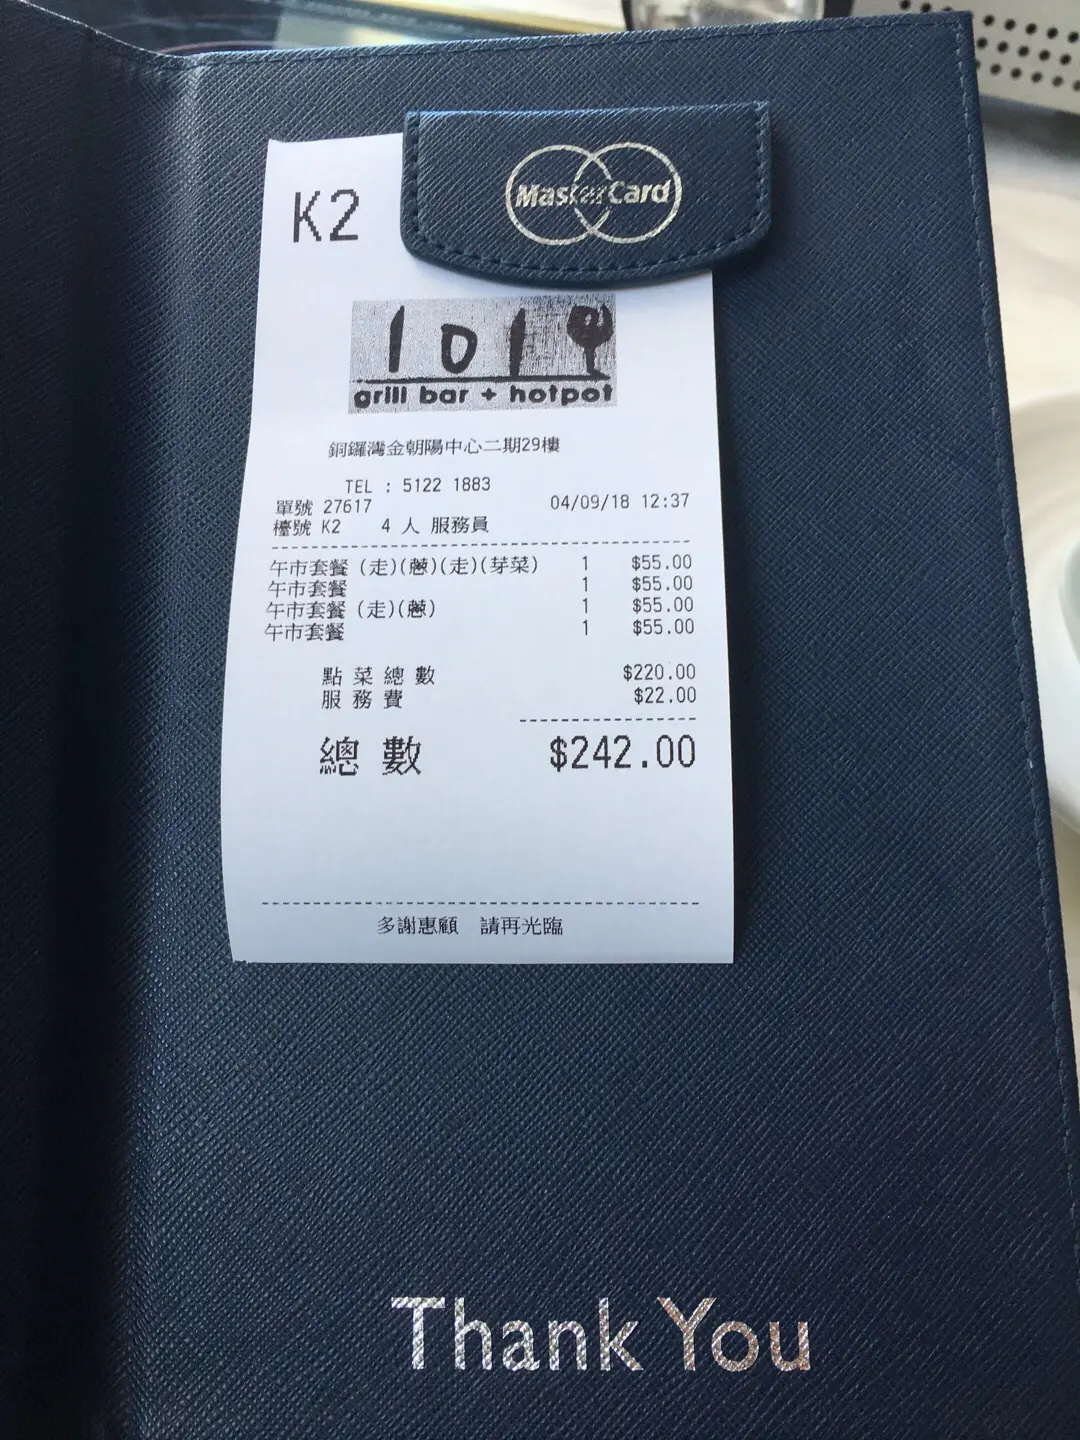 MasterCard
K2
101
grill bar + hotpot
銅鑼灣金朝陽中心二期29樓
TEL : 5122 1883
單號 27617 04/09/18 12:37
檯號 K2 4 人 服務員
午市套餐 (走)(蔥)(走)(芽菜) 1 $55.00
午市套餐 1 $55.00
午市套餐 (走)(蔥) 1 $55.00
午市套餐 1 $55.00
點 菜 總 數 $220.00
服 務 費 $22.00
總 數 $242.00
多謝惠顧 請再光臨
Thank You